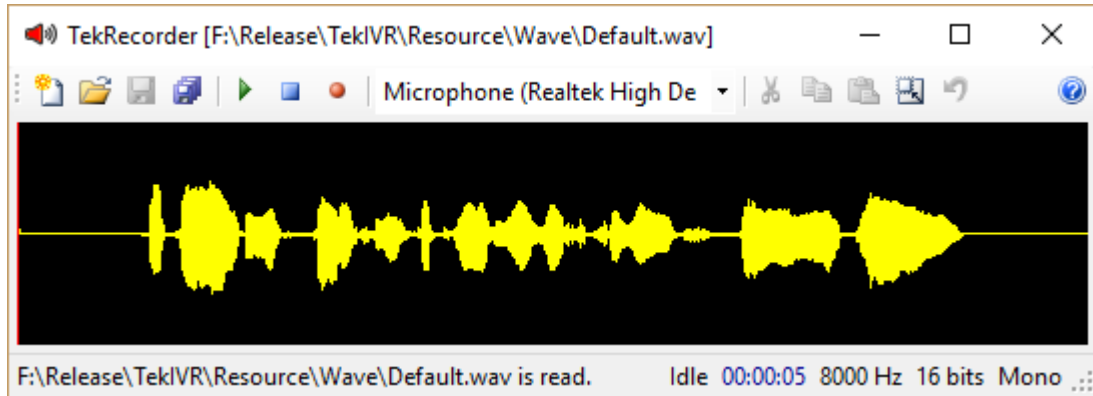 TekRecorder [F:\Release\TekIVR\Resource\Wave\Default.wav]
Microphone (Realtek High De
F:\Release\TekIVR\Resource\Wave\Default.wav is read. Idle 00:00:05 8000 Hz 16 bits Mono